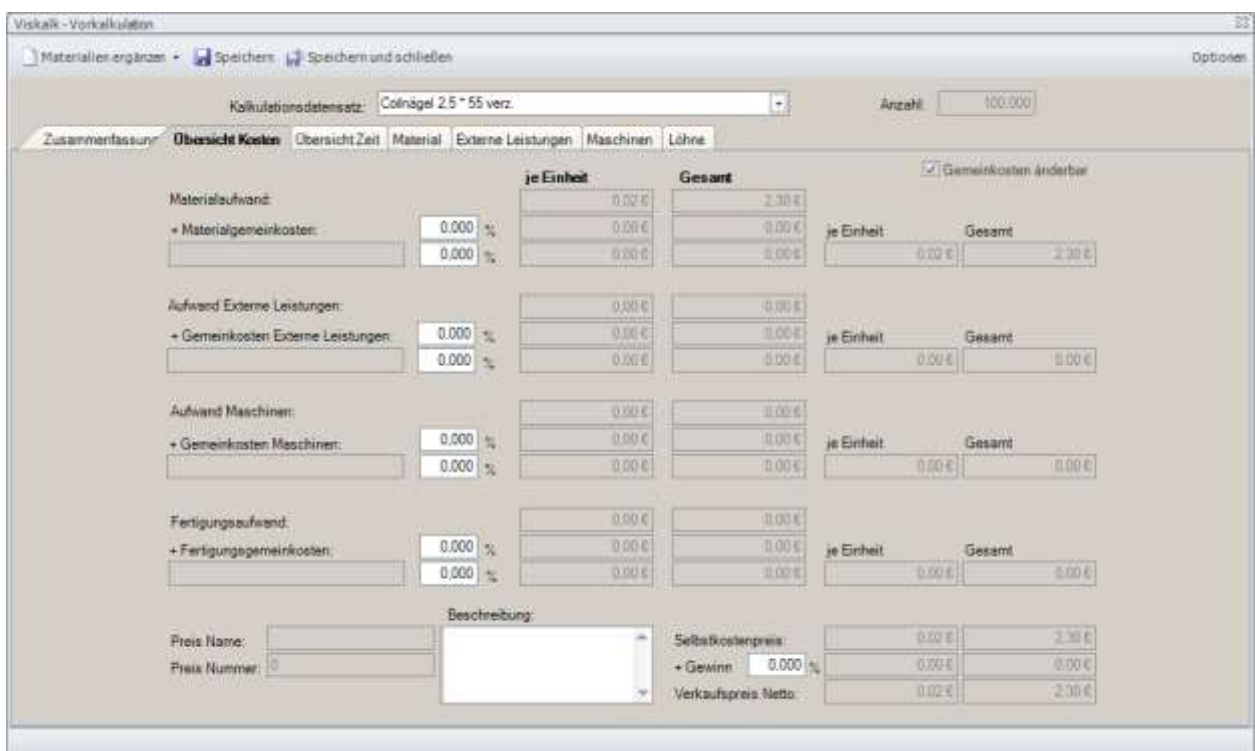 Viskalk - Vorkalkulation
Materialien ergänzen Speichern Speichern und schließen Optionen
Kalkulationsdatensatz: Coilnägel 2,5 * 55 verz. Anzahl: 100.000
Zusammenfassung Übersicht Kosten Übersicht Zeit Material Externe Leistungen Maschinen Löhne
je Einheit Gesamt Gemeinkosten änderbar
Materialaufwand: 0,02 € 2,30 €
+ Materialgemeinkosten: 0,000 % 0,00 € 0,00 € je Einheit Gesamt
0,000 % 0,00 € 0,00 € 0,02 € 2,30 €
Aufwand Externe Leistungen: 0,00 € 0,00 €
+ Gemeinkosten Externe Leistungen: 0,000 % 0,00 € 0,00 € je Einheit Gesamt
0,000 % 0,00 € 0,00 € 0,00 € 0,00 €
Aufwand Maschinen: 0,00 € 0,00 €
+ Gemeinkosten Maschinen: 0,000 % 0,00 € 0,00 € je Einheit Gesamt
0,000 % 0,00 € 0,00 € 0,00 € 0,00 €
Fertigungsaufwand: 0,00 € 0,00 €
+ Fertigungsgemeinkosten: 0,000 % 0,00 € 0,00 € je Einheit Gesamt
0,000 % 0,00 € 0,00 € 0,00 € 0,00 €
Beschreibung:
Preis Name: Selbstkostenpreis: 0,02 € 2,30 €
Preis Nummer: 0 + Gewinn 0.000 % 0,00 € 0,00 €
Verkaufspreis Netto: 0,02 € 2,30 €